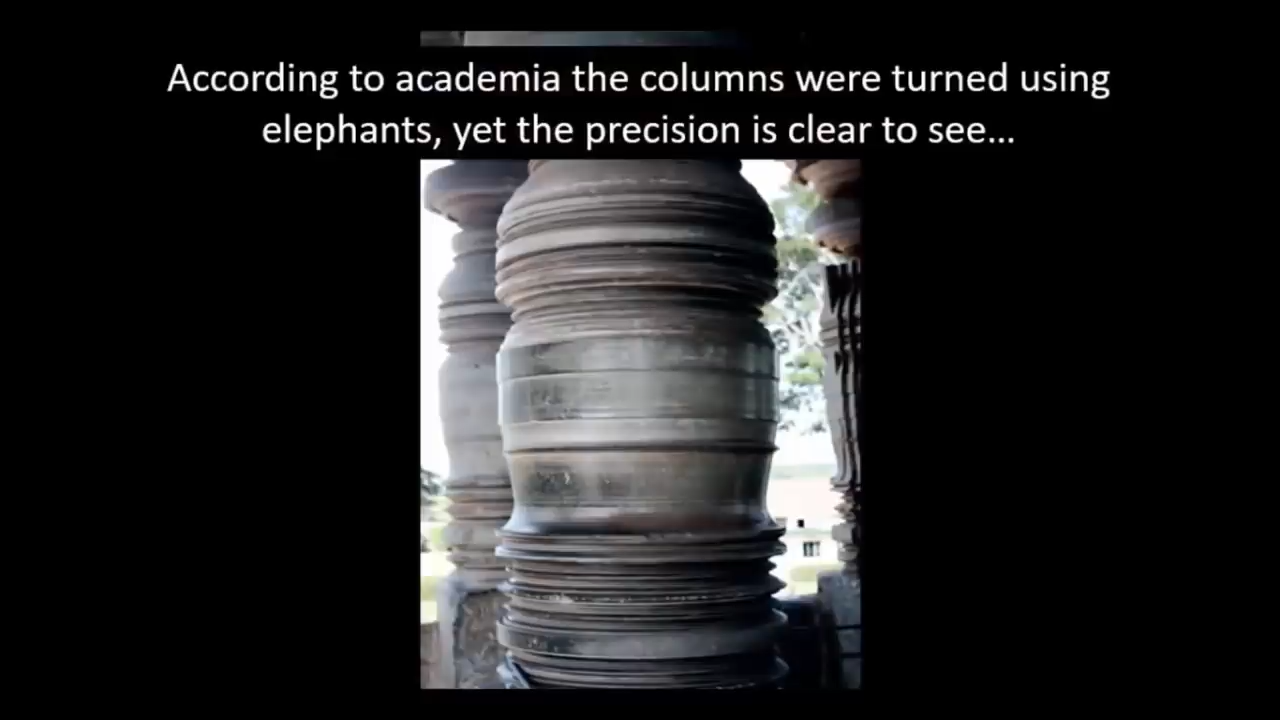 According to academia the columns were turned using
elephants, yet the precision is clear to see...